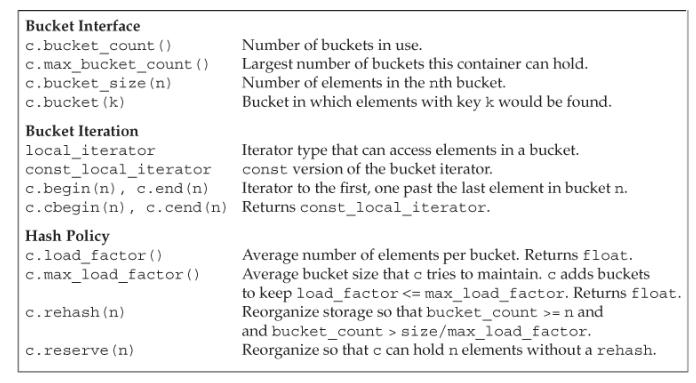 Bucket Interface
c.bucket_count() Number of buckets in use.
c.max_bucket_count() Largest number of buckets this container can hold.
c.bucket_size(n) Number of elements in the nth bucket.
c.bucket(k) Bucket in which elements with key k would be found.
Bucket Iteration
local_iterator Iterator type that can access elements in a bucket.
const_local_iterator const version of the bucket iterator.
c.begin(n), c.end(n) Iterator to the first, one past the last element in bucket n.
c.cbegin(n), c.cend(n) Returns const_local_iterator.
Hash Policy
c.load_factor() Average number of elements per bucket. Returns float.
c.max_load_factor() Average bucket size that c tries to maintain. c adds buckets
to keep load_factor <= max_load_factor. Returns float.
c.rehash(n) Reorganize storage so that bucket_count >= n and
and bucket_count > size/max_load_factor.
c.reserve(n) Reorganize so that c can hold n elements without a rehash.